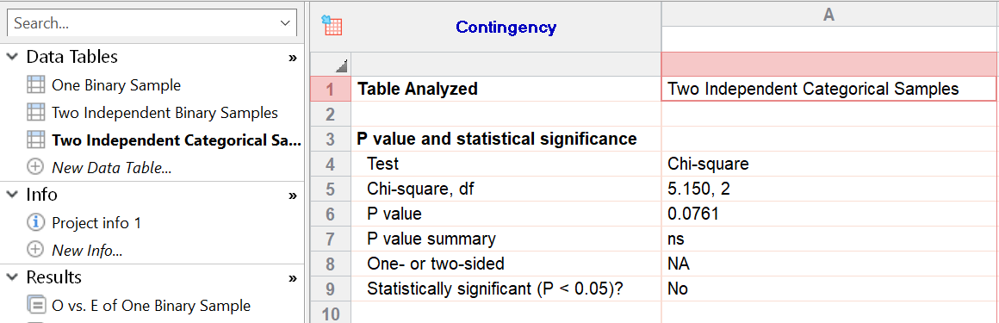 Search...
Data Tables »
One Binary Sample
Two Independent Binary Samples
Two Independent Categorical Sa...
New Data Table...
Info »
Project info 1
New Info...
Results »
O vs. E of One Binary Sample
Contingency A
1 Table Analyzed Two Independent Categorical Samples
2
3 P value and statistical significance
4 Test Chi-square
5 Chi-square, df 5.150, 2
6 P value 0.0761
7 P value summary ns
8 One- or two-sided NA
9 Statistically significant (P < 0.05)? No
10